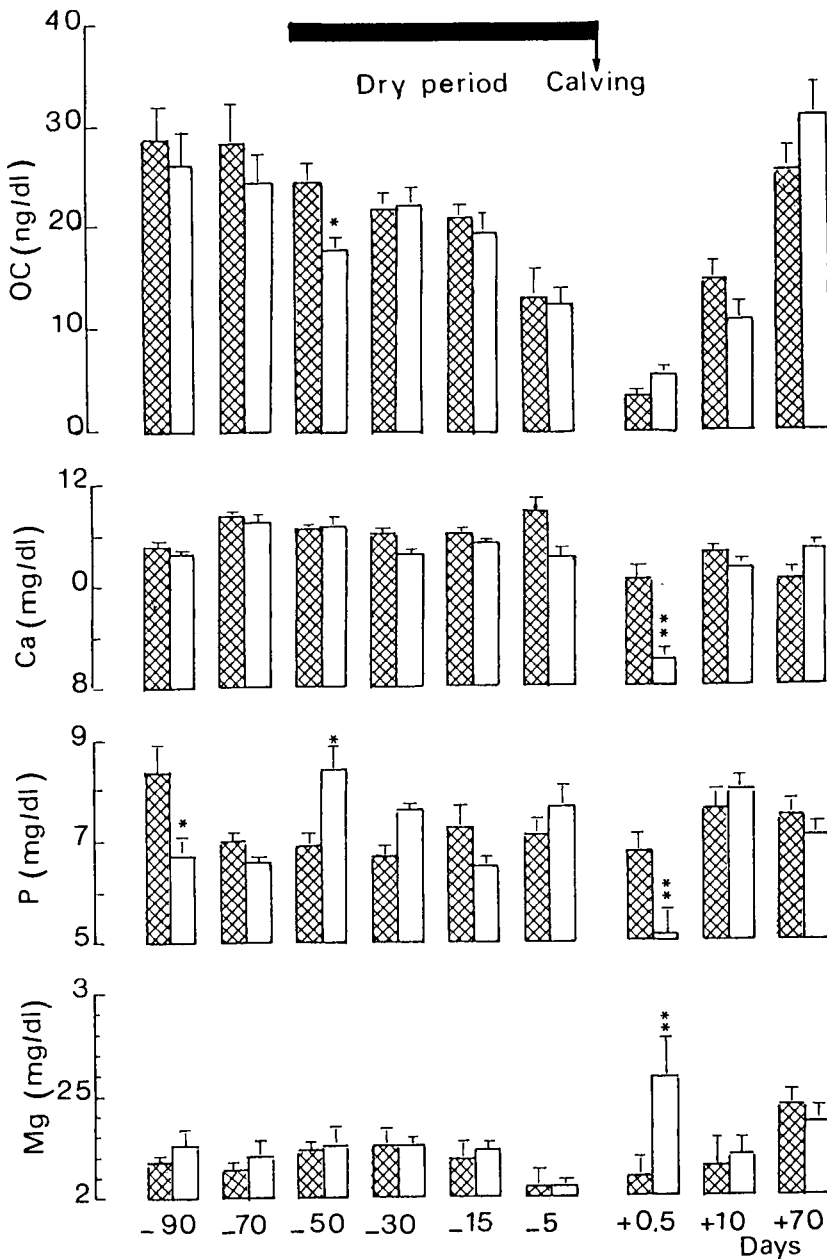 40
Dry period Calving
30
OC (ng/dl)
20
*
10
0
12
Ca (mg/dl)
0
**
8
9
*
*
P (mg/dl)
7
**
5
3
**
Mg (mg/dl)
25
2
-90 -70 -50 -30 -15 -5 +0.5 +10 +70
Days